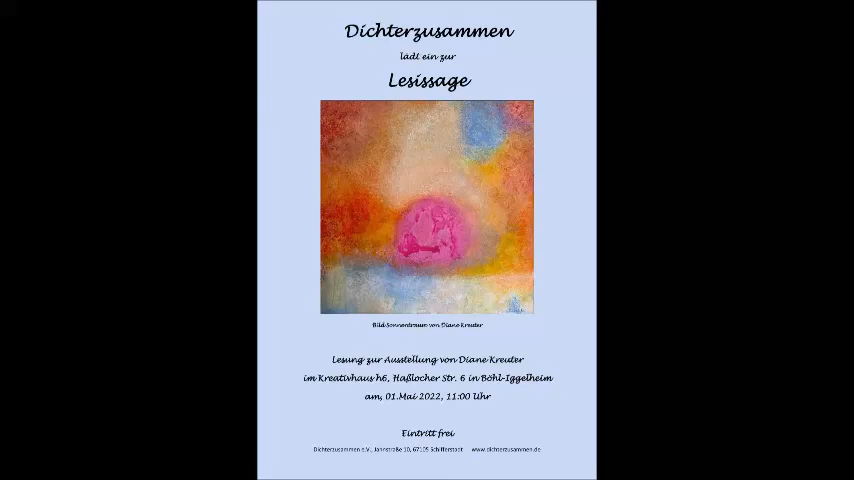 Dichterzusammen
lädt ein zur
Lesissage
Bild Sonnentraum von Diane Kreuter
Lesung zur Ausstellung von Diane Kreuter
im Kreativhaus h6, Haßlocher Str. 6 in Böhl-Iggelheim
am, 01.Mai 2022, 11:00 Uhr
Eintritt frei
Dichterzusammen e.V., Jahnstraße 10, 67105 Schifferstadt www.dichterzusammen.de